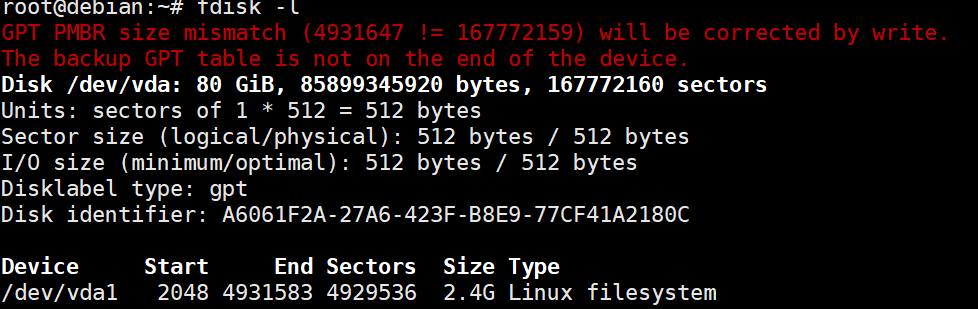 root@debian:~# fdisk -l
GPT PMBR size mismatch (4931647 != 167772159) will be corrected by write.
The backup GPT table is not on the end of the device.
Disk /dev/vda: 80 GiB, 85899345920 bytes, 167772160 sectors
Units: sectors of 1 * 512 = 512 bytes
Sector size (logical/physical): 512 bytes / 512 bytes
I/O size (minimum/optimal): 512 bytes / 512 bytes
Disklabel type: gpt
Disk identifier: A6061F2A-27A6-423F-B8E9-77CF41A2180C
Device     Start     End Sectors  Size Type
/dev/vda1   2048 4931583 4929536  2.4G Linux filesystem